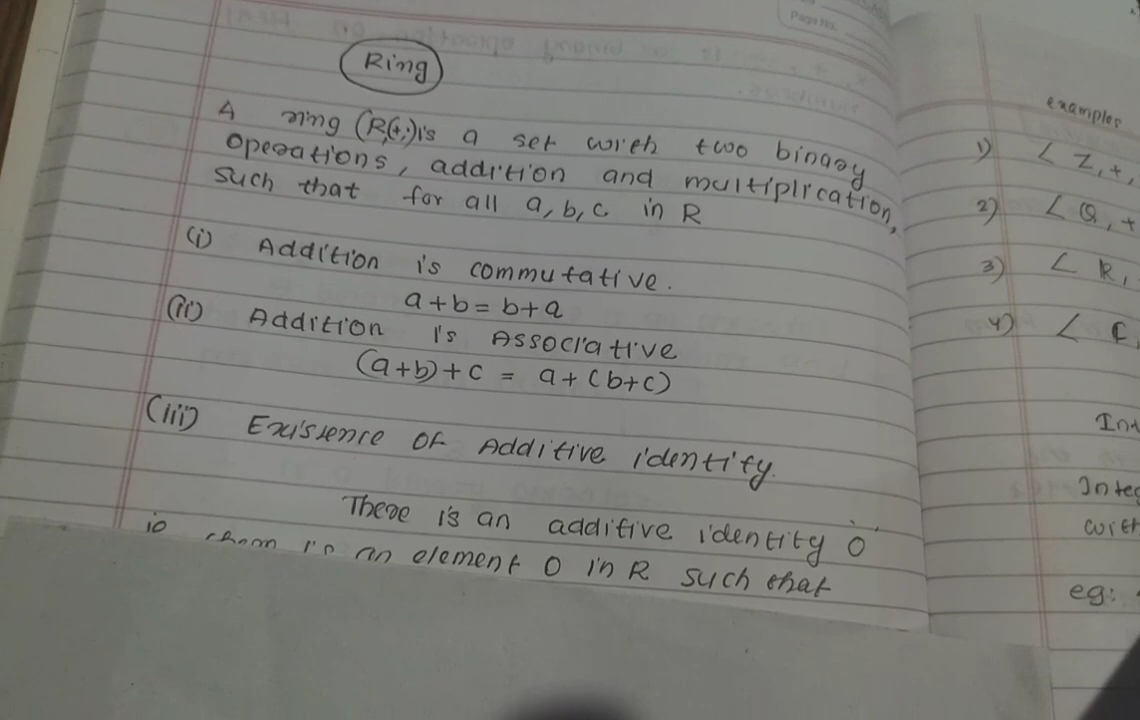 Page No.
Ring
A ring (R,(+,·) is a set with two binary
operations, addition and multiplication,
such that for all a, b, c in R
(i) Addition is commutative.
a+b = b+a
(ii) Addition is Associative
(a+b)+c = a+(b+c)
(iii) Existence of Additive identity.
There is an additive identity 0
is an element 0 in R such that
examples
1) < Z, +,
2) < Q, +
3) < R,
4) < C,
Int
Integ
with
eg: